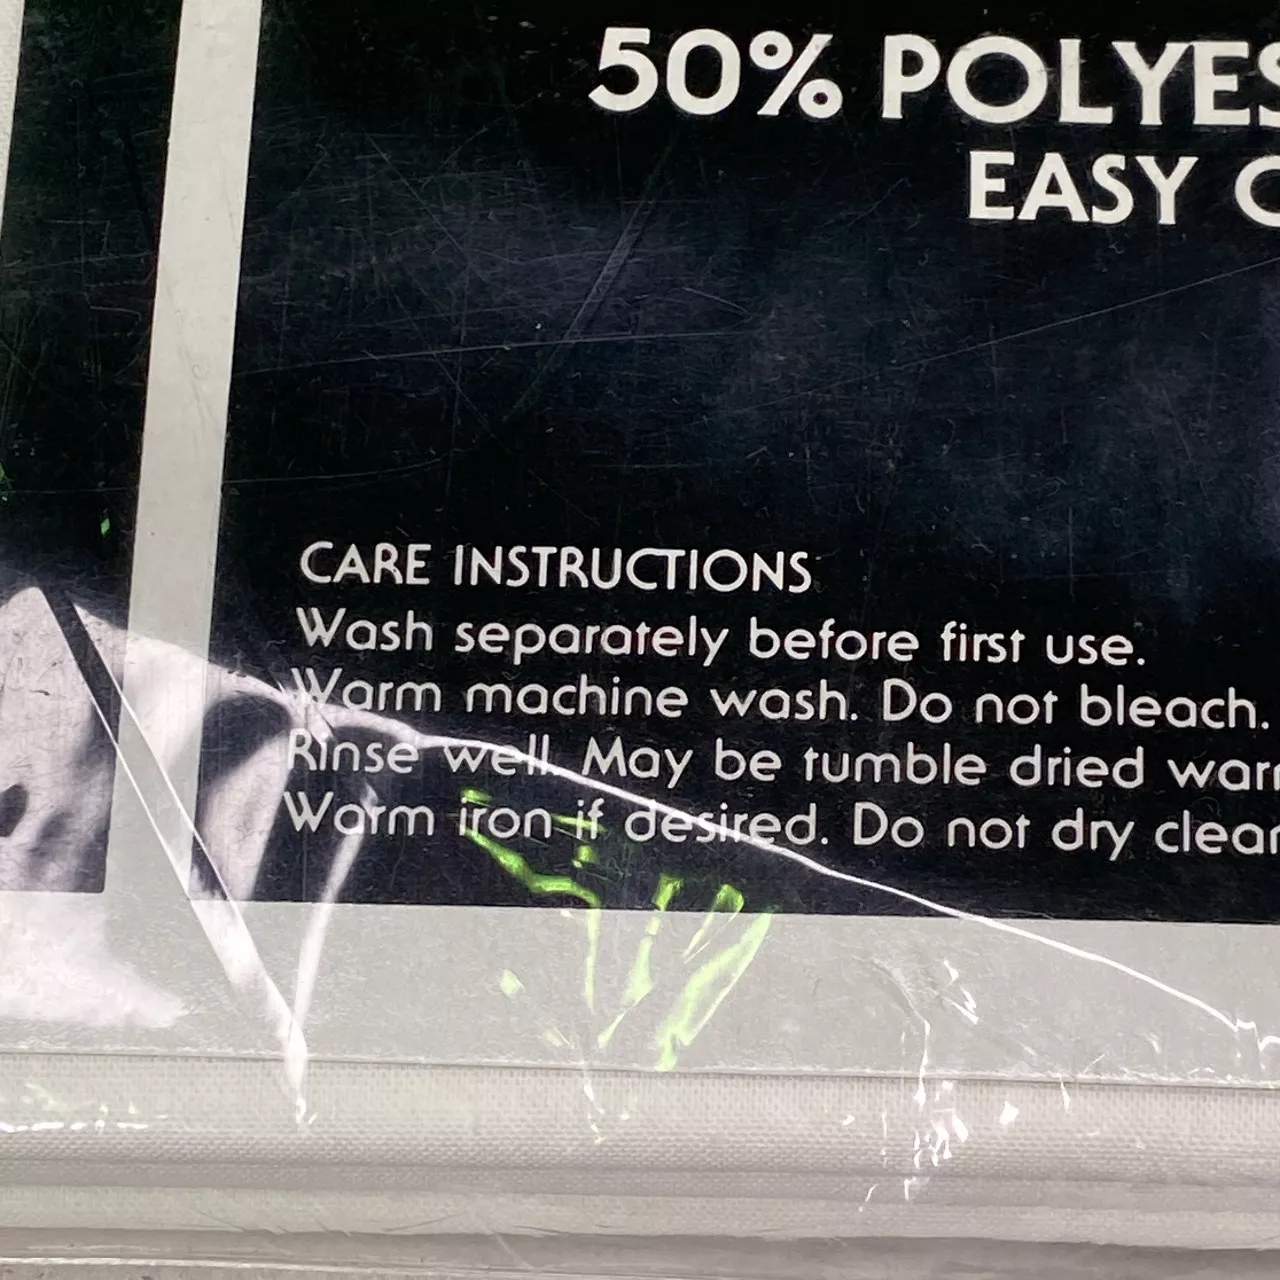 50% POLYES
EASY C
CARE INSTRUCTIONS
Wash separately before first use.
Warm machine wash. Do not bleach.
Rinse well. May be tumble dried warm
Warm iron if desired. Do not dry clean